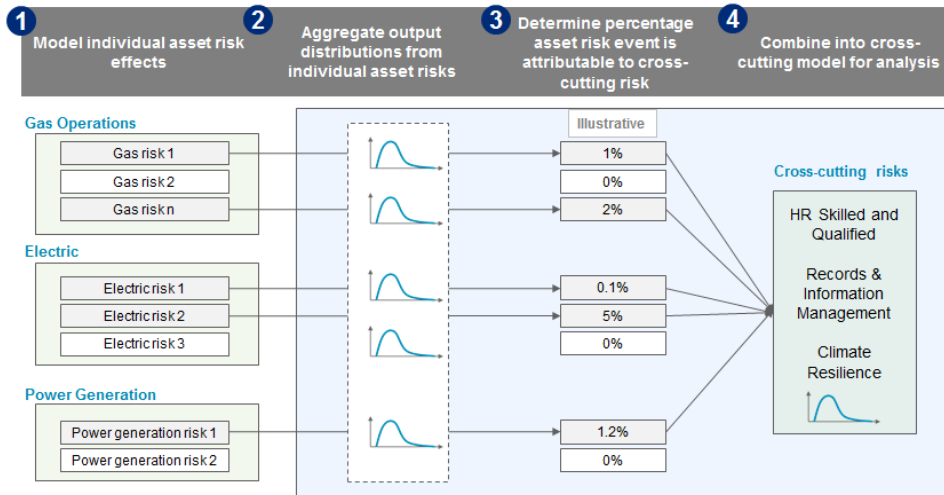 1
Model individual asset risk
effects
2
Aggregate output
distributions from
individual asset risks
3
Determine percentage
asset risk event is
attributable to cross-
cutting risk
4
Combine into cross-
cutting model for analysis
Gas Operations
Gas risk 1
Gas risk 2
Gas risk n
Electric
Electric risk 1
Electric risk 2
Electric risk 3
Power Generation
Power generation risk 1
Power generation risk 2
Illustrative
1%
0%
2%
0.1%
5%
0%
1.2%
0%
Cross-cutting risks
HR Skilled and
Qualified
Records &
Information
Management
Climate
Resilience